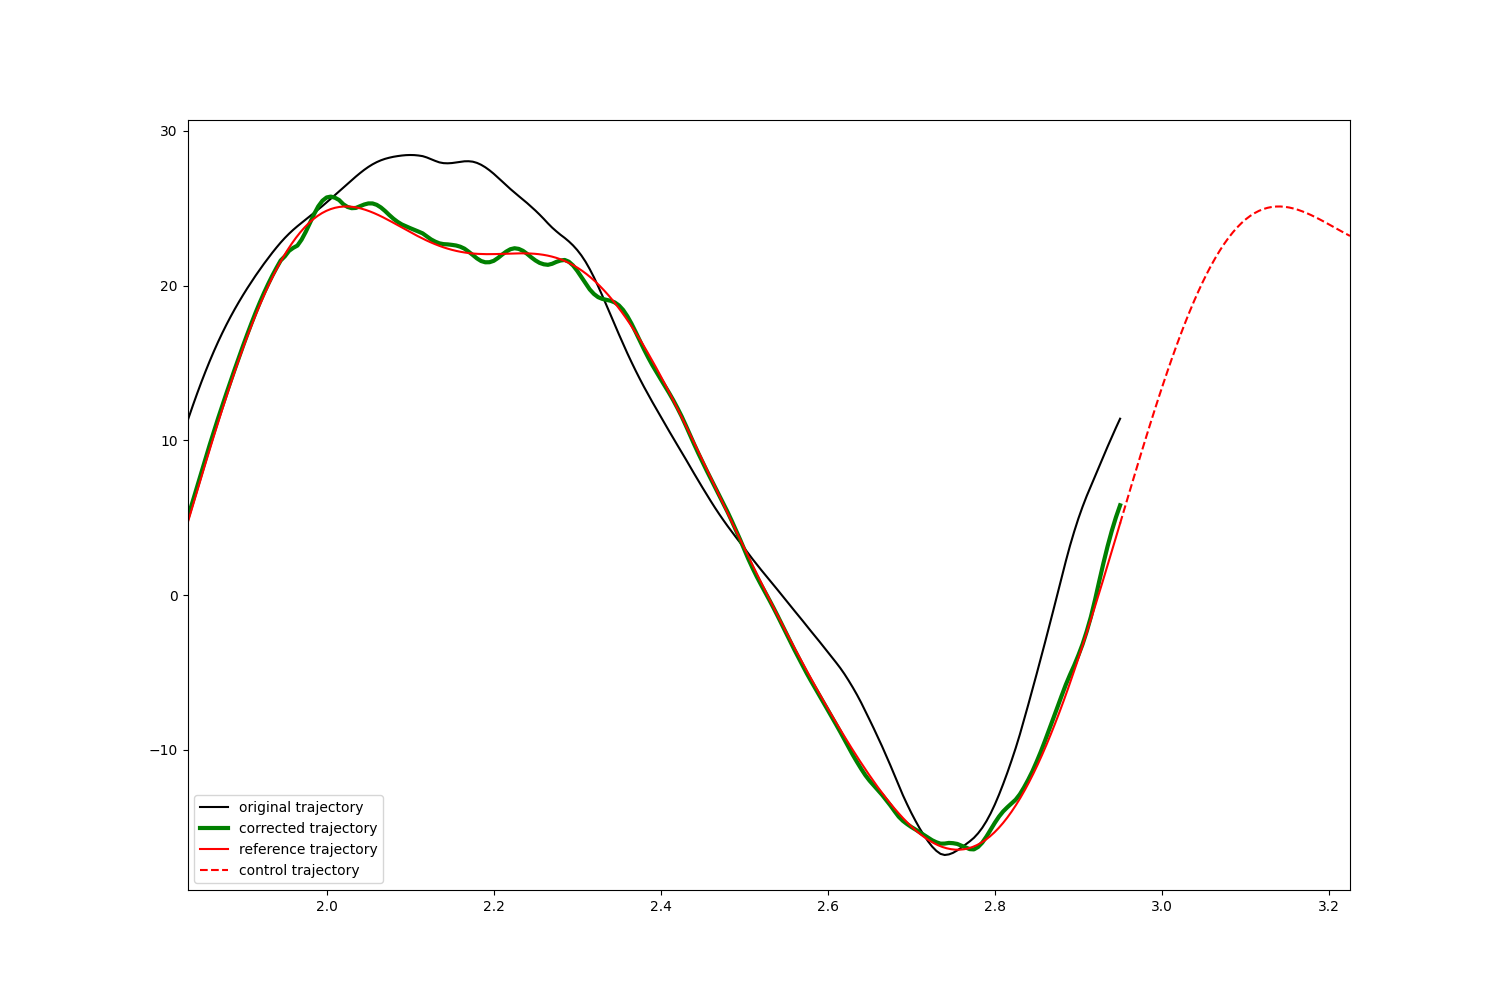 30
20
10
0
−10
original trajectory
corrected trajectory
reference trajectory
control trajectory
2.0 2.2 2.4 2.6 2.8 3.0 3.2